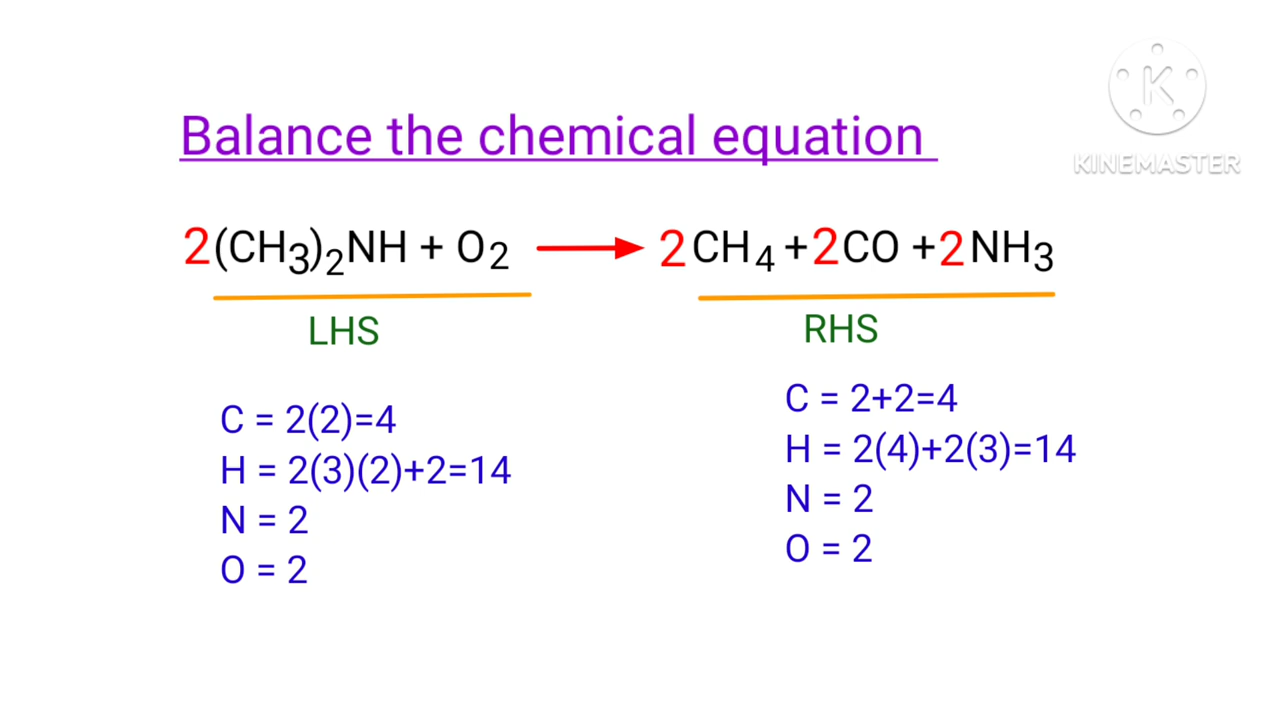 Balance the chemical equation
K
KINEMASTER
2(CH₃)₂NH + O₂ → 2CH₄ + 2CO + 2NH₃
LHS
RHS
C = 2(2)=4
H = 2(3)(2)+2=14
N = 2
O = 2
C = 2+2=4
H = 2(4)+2(3)=14
N = 2
O = 2